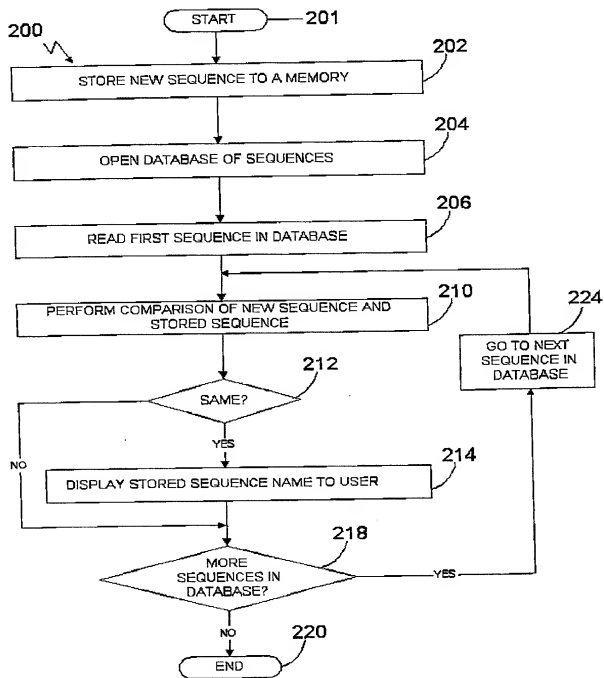 START
201
200
202
STORE NEW SEQUENCE TO A MEMORY
204
OPEN DATABASE OF SEQUENCES
206
READ FIRST SEQUENCE IN DATABASE
210
PERFORM COMPARISON OF NEW SEQUENCE AND
STORED SEQUENCE
224
GO TO NEXT
SEQUENCE IN
DATABASE
212
SAME?
YES
NO
214
DISPLAY STORED SEQUENCE NAME TO USER
218
MORE
SEQUENCES IN
DATABASE?
YES
NO
220
END